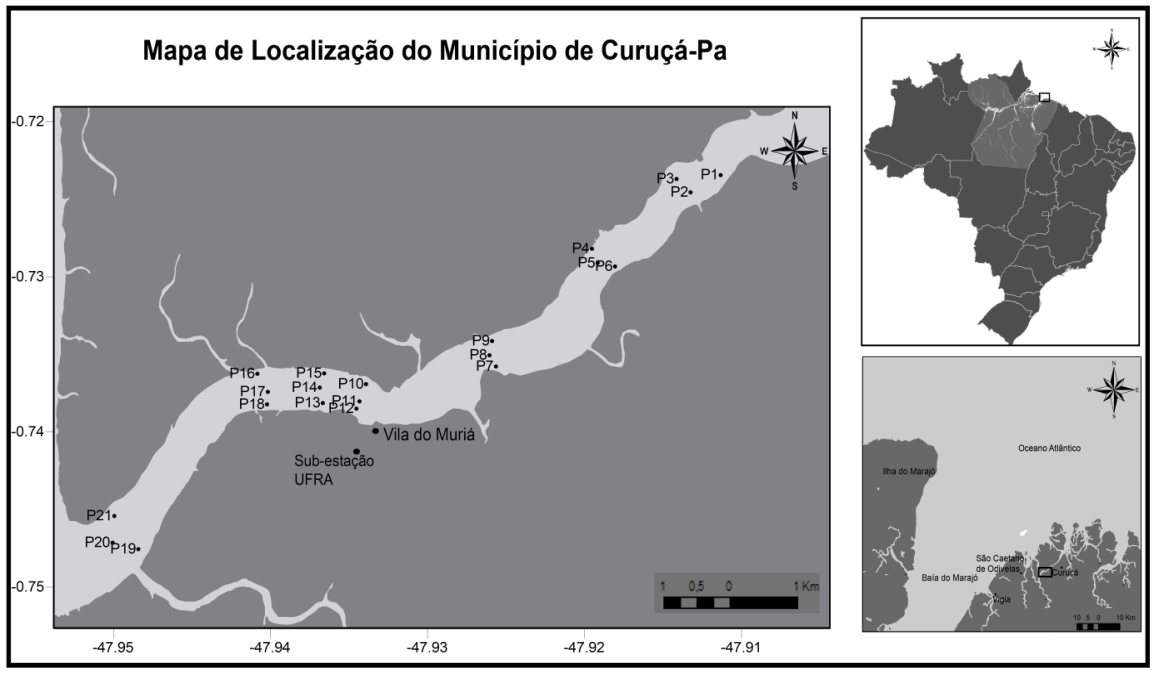 Mapa de Localização do Município de Curuçá-Pa
-0.72
-0.73
-0.74
-0.75
-47.95
-47.94
-47.93
-47.92
-47.91
N
W E
S
P3
P1
P2
P4
P5
P6
P9
P8
P7
P16
P15
P10
P17
P14
P11
P18
P13
P12
Vila do Muriá
Sub-estação
UFRA
P21
P20
P19
1 0,5 0 1 Km
N
W E
S
N
W E
S
Oceano Atlântico
Ilha do Marajó
São Caetano
de Odivelas
Curuçá
Baía do Marajó
Vigia
10 5 0 10 Km